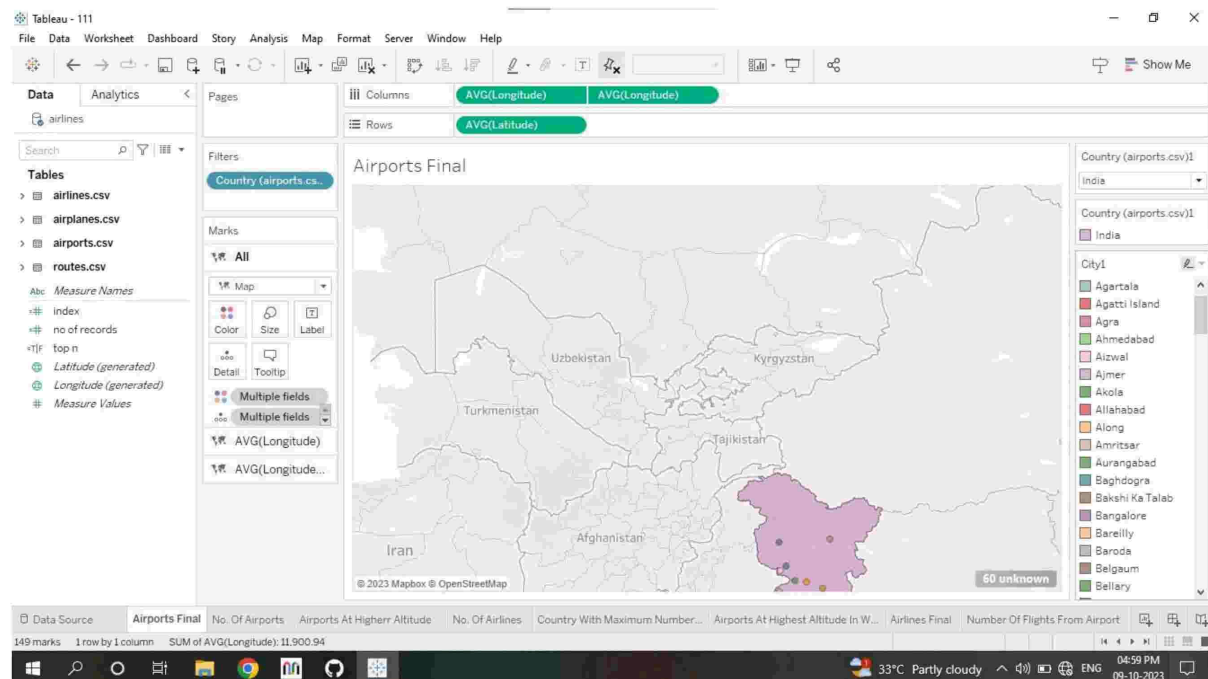 Tableau - 111
File Data Worksheet Dashboard Story Analysis Map Format Server Window Help
Show Me
Data Analytics
airlines
Search
Tables
airlines.csv
airplanes.csv
airports.csv
routes.csv
Abc Measure Names
index
no of records
T|F top n
Latitude (generated)
Longitude (generated)
Measure Values
Pages
Filters
Country (airports.cs..
Marks
All
Map
Color Size Label
Detail Tooltip
Multiple fields
Multiple fields
AVG(Longitude)
AVG(Longitude...
Columns AVG(Longitude) AVG(Longitude)
Rows AVG(Latitude)
Airports Final
Uzbekistan
Kyrgyzstan
Turkmenistan
Tajikistan
Afghanistan
Iran
© 2023 Mapbox © OpenStreetMap
60 unknown
Country (airports.csv)1
India
Country (airports.csv)1
India
City1
Agartala
Agatti Island
Agra
Ahmedabad
Aizwal
Ajmer
Akola
Allahabad
Along
Amritsar
Aurangabad
Baghdogra
Bakshi Ka Talab
Bangalore
Bareilly
Baroda
Belgaum
Bellary
Data Source Airports Final No. Of Airports Airports At Higherr Altitude No. Of Airlines Country With Maximum Number... Airports At Highest Altitude In W... Airlines Final Number Of Flights From Airport
149 marks 1 row by 1 column SUM of AVG(Longitude): 11,900.94
33°C Partly cloudy ENG 04:59 PM
09-10-2023